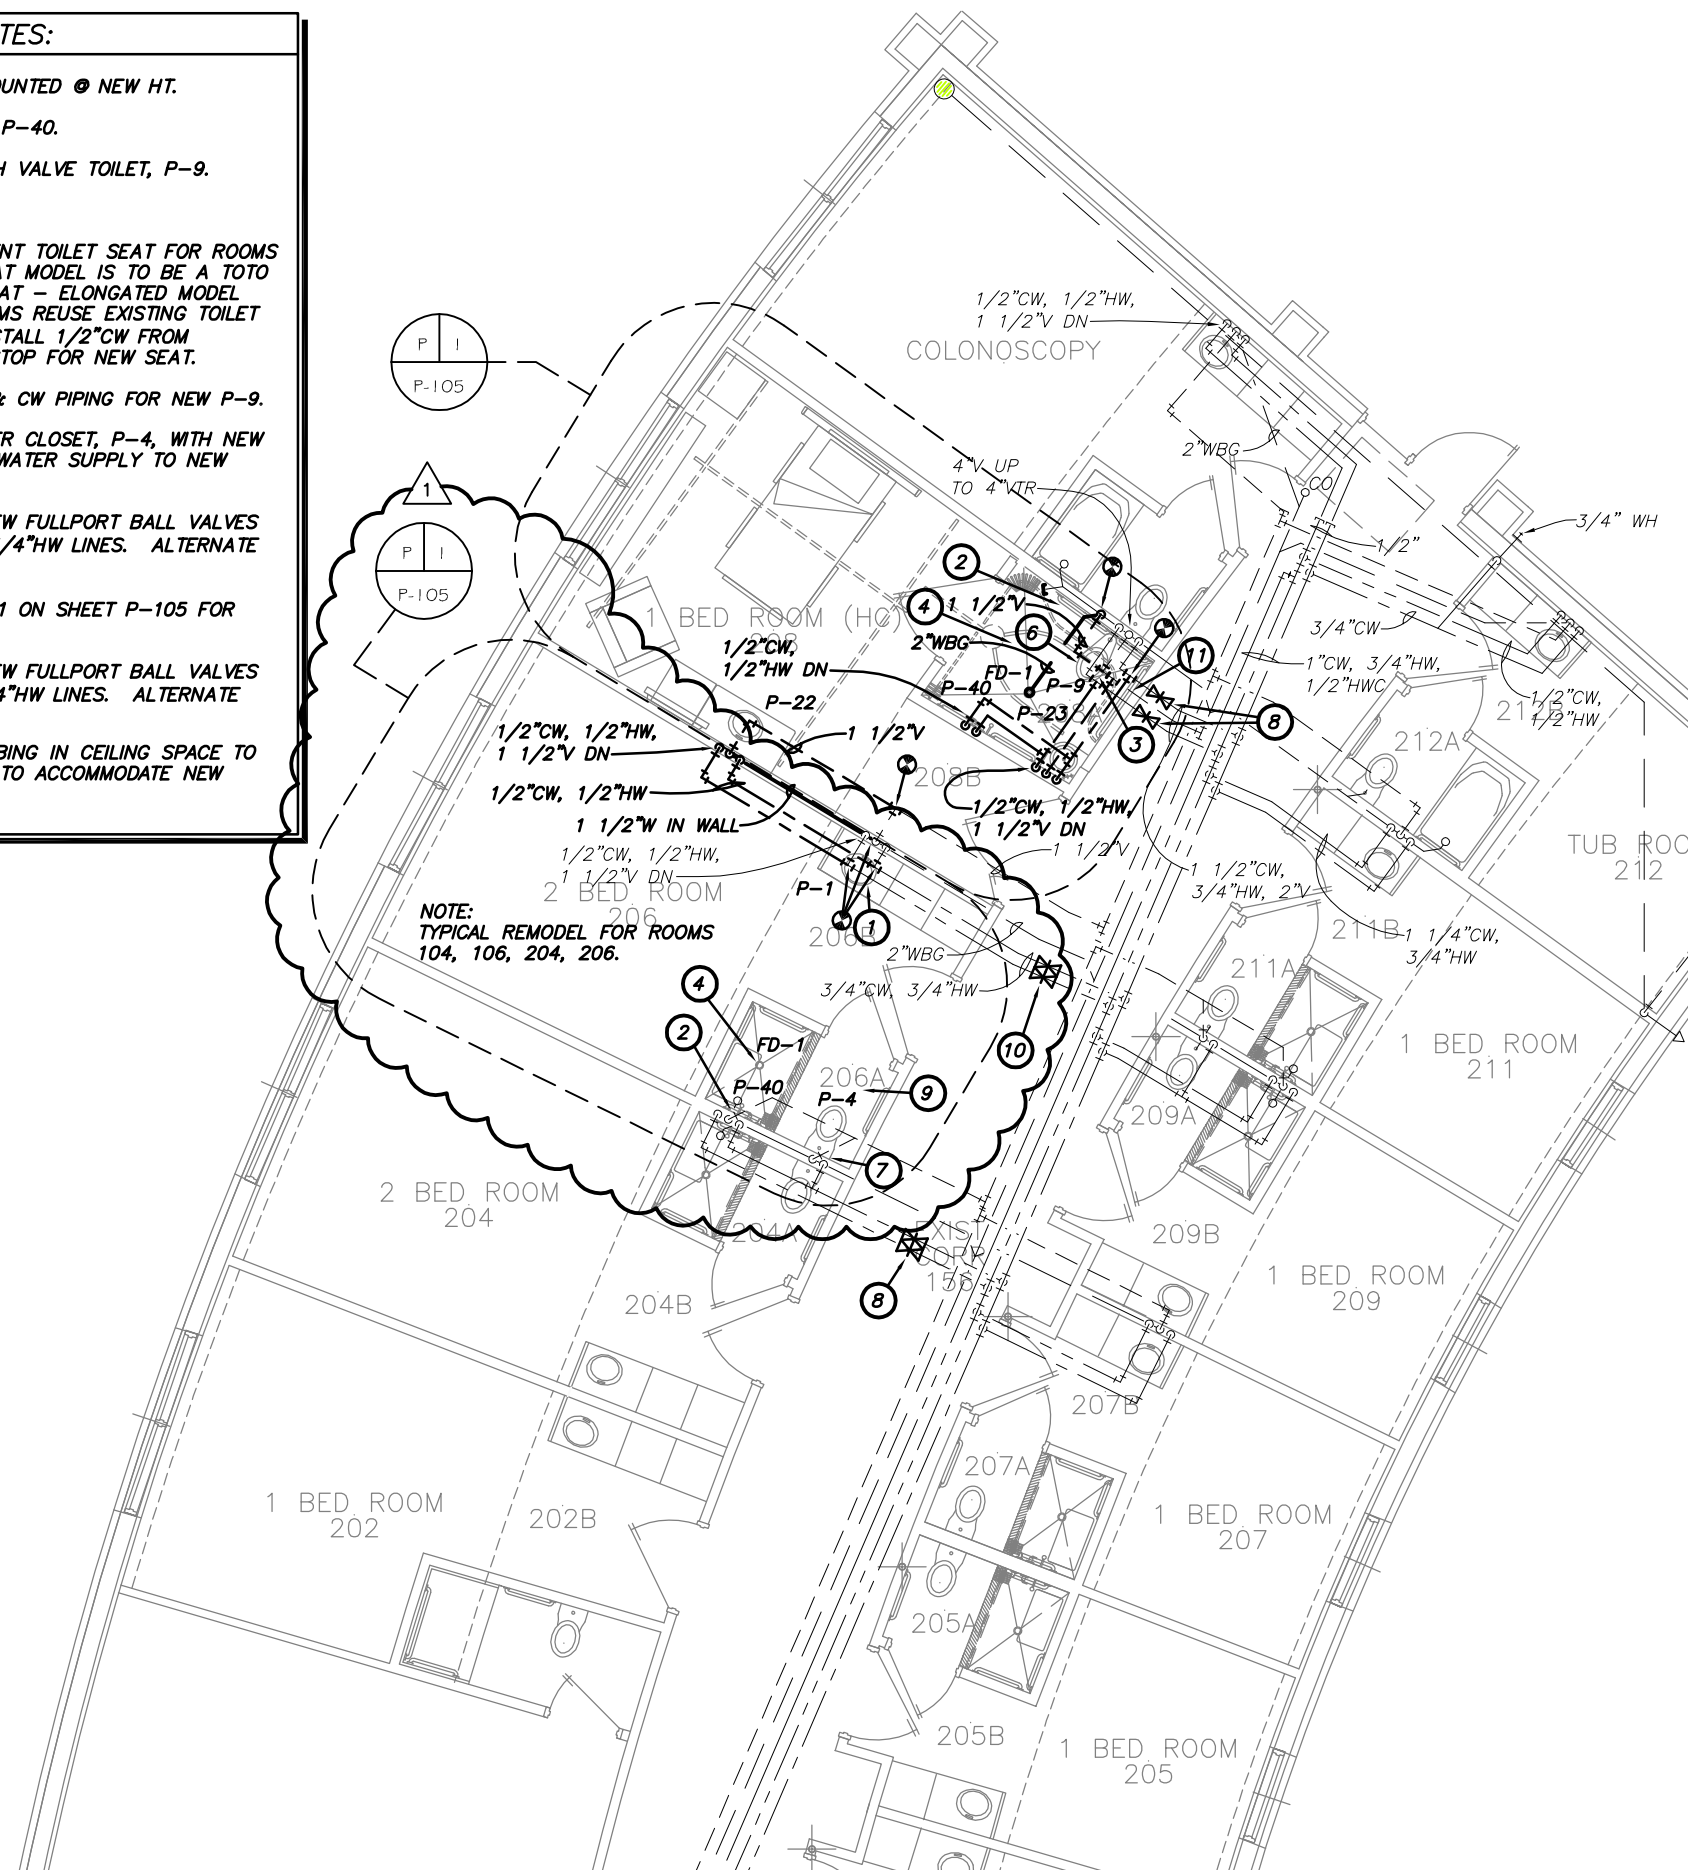 TES:
OUNTED @ NEW HT.
P-40.
H VALVE TOILET, P-9.
ENT TOILET SEAT FOR ROOMS
AT MODEL IS TO BE A TOTO
AT - ELONGATED MODEL
MS REUSE EXISTING TOILET
STALL 1/2"CW FROM
STOP FOR NEW SEAT.
& CW PIPING FOR NEW P-9.
ER CLOSET, P-4, WITH NEW
WATER SUPPLY TO NEW
EW FULLPORT BALL VALVES
/4"HW LINES. ALTERNATE
1 ON SHEET P-105 FOR
EW FULLPORT BALL VALVES
4"HW LINES. ALTERNATE
BING IN CEILING SPACE TO
TO ACCOMMODATE NEW
P 1
P-105
1
P 1
P-105
1/2"CW, 1/2"HW,
1 1/2"V DN
COLONOSCOPY
2"WBG
4"V UP
TO 4"VTR
CO
3/4" WH
1/2"
3/4"CW
1"CW, 3/4"HW,
1/2"HWC
1/2"CW,
1/2"HW
212B
212A
TUB ROO
212
2
4
1 1/2"V
6
2"WBG
FD-1
P-9
P-40
P-23
11
8
3
1 BED ROOM (HC)
208
1/2"CW,
1/2"HW DN
P-22
1/2"CW, 1/2"HW,
1 1/2"V DN
1 1/2"V
208B
1/2"CW, 1/2"HW,
1 1/2"V DN
1 1/2"V
1/2"CW, 1/2"HW
1 1/2"W IN WALL
1/2"CW, 1/2"HW,
1 1/2"V DN
P-1
1
2 BED ROOM
206
206B
NOTE:
TYPICAL REMODEL FOR ROOMS
104, 106, 204, 206.
2"WBG
3/4"CW, 3/4"HW
10
1 1/2"CW,
3/4"HW, 2"V
211B
1 1/4"CW,
3/4"HW
211A
1 BED ROOM
211
4
2
FD-1
P-40
206A
P-4
9
7
209A
2 BED ROOM
204
204A
EXIST
CORR
156
8
209B
1 BED ROOM
209
204B
207B
1 BED ROOM
202
202B
207A
1 BED ROOM
207
205A
205B
1 BED ROOM
205